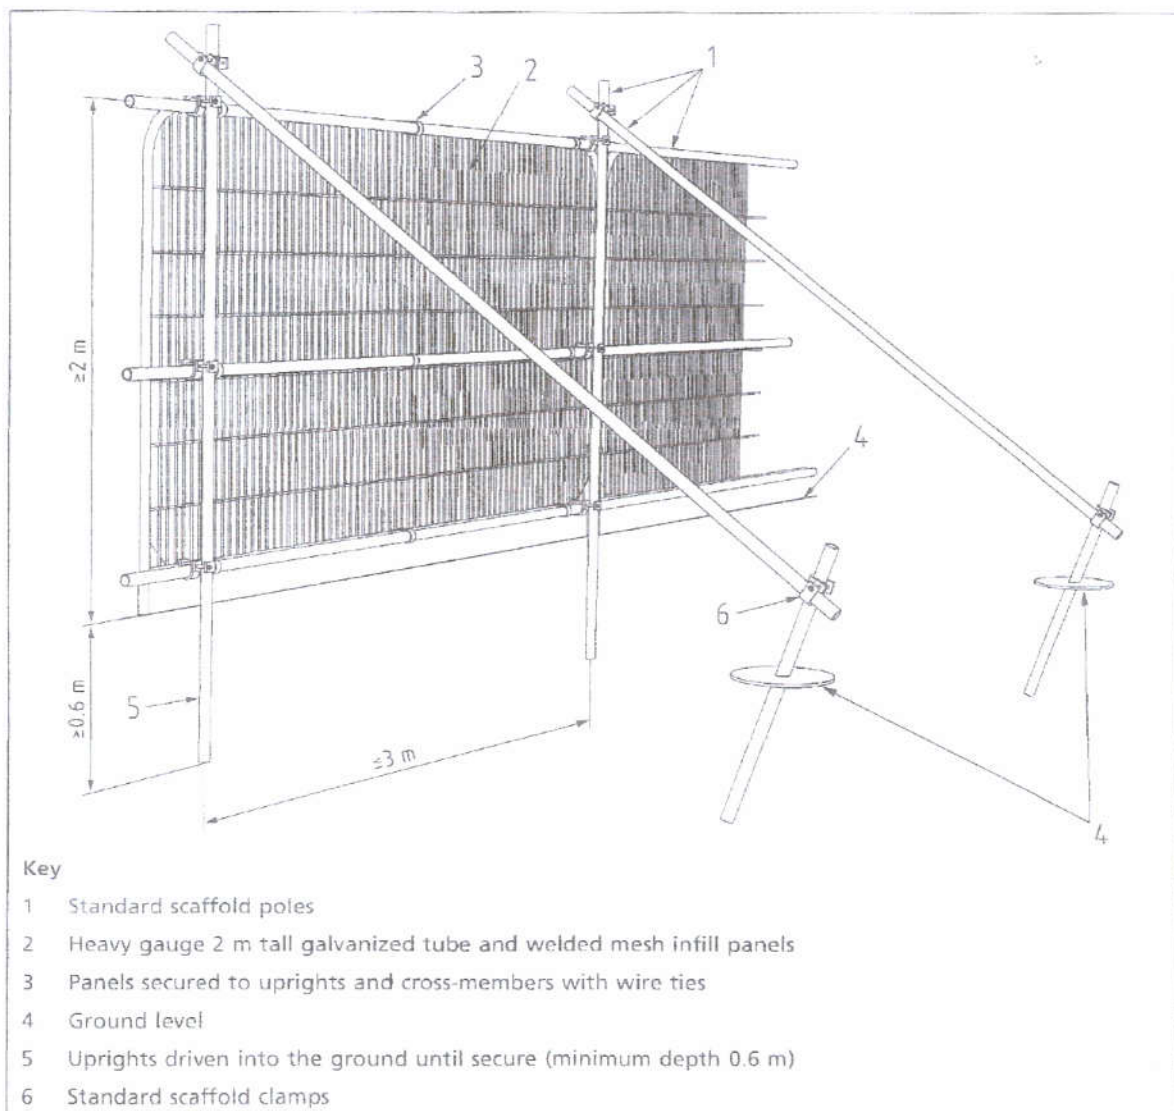 1
3
2
≥2 m
4
6
5
≥0.6 m
≤3 m
4
Key
1 Standard scaffold poles
2 Heavy gauge 2 m tall galvanized tube and welded mesh infill panels
3 Panels secured to uprights and cross-members with wire ties
4 Ground level
5 Uprights driven into the ground until secure (minimum depth 0.6 m)
6 Standard scaffold clamps